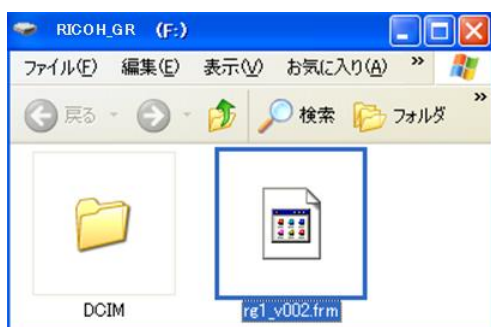 RICOH_GR (F:)
ファイル(F) 編集(E) 表示(V) お気に入り(A) »
戻る 検索 フォルダ »
DCIM rg1_v002.frm